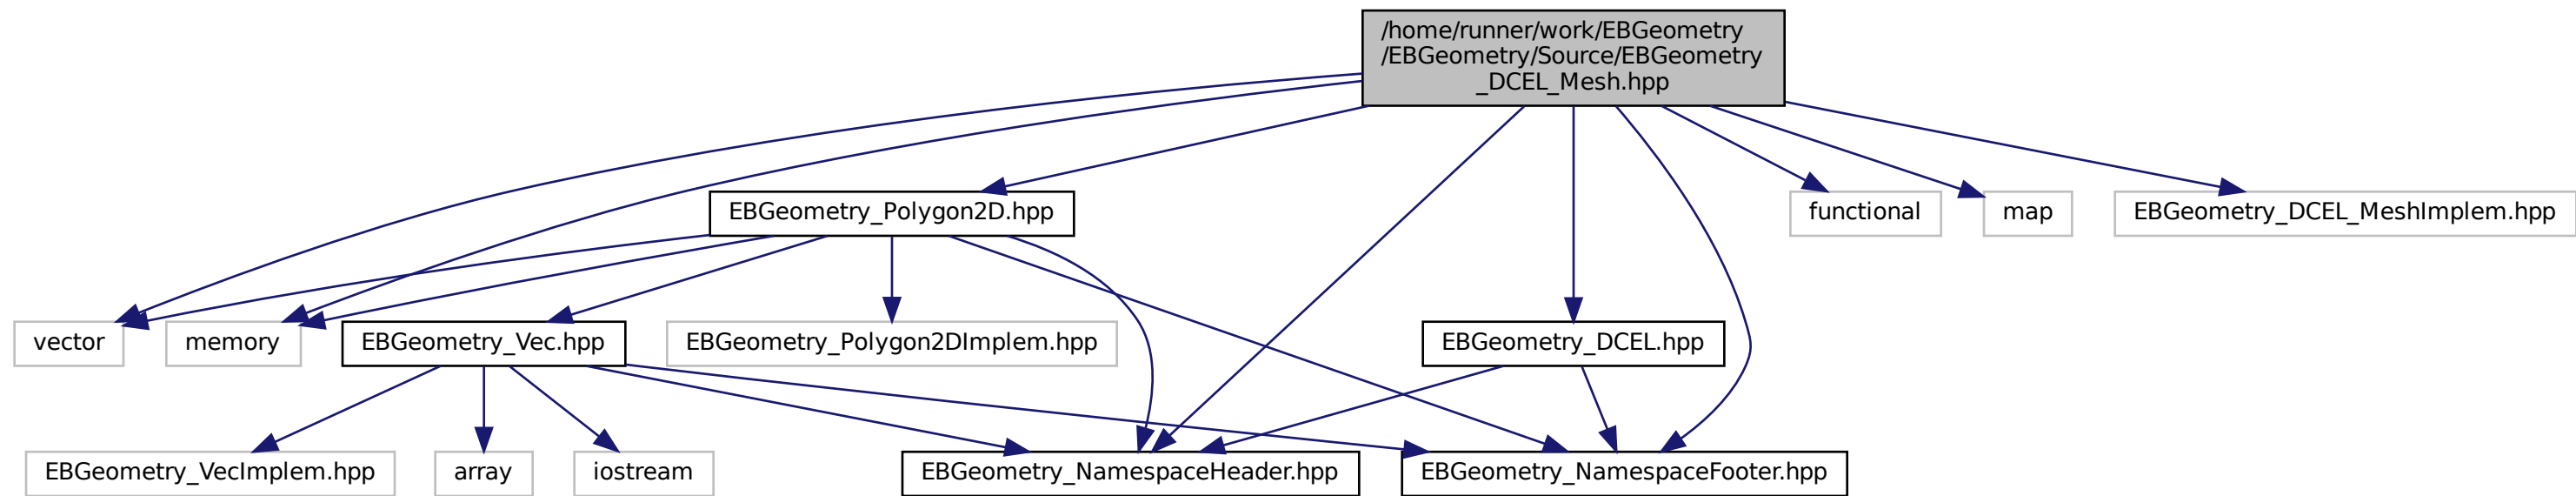 /home/runner/work/EBGeometry
/EBGeometry/Source/EBGeometry
_DCEL_Mesh.hpp
EBGeometry_Polygon2D.hpp
functional
map
EBGeometry_DCEL_MeshImplem.hpp
vector
memory
EBGeometry_Vec.hpp
EBGeometry_Polygon2DImplem.hpp
EBGeometry_DCEL.hpp
EBGeometry_VecImplem.hpp
array
iostream
EBGeometry_NamespaceHeader.hpp
EBGeometry_NamespaceFooter.hpp